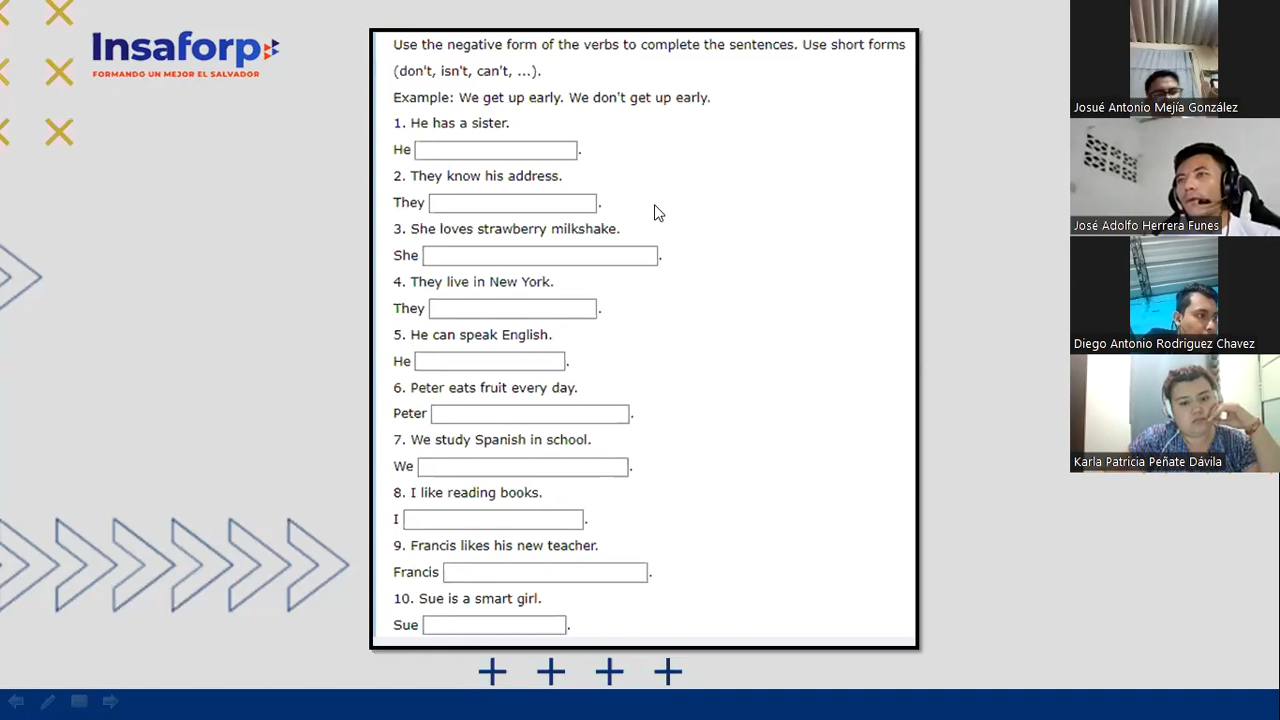 Insaforp
FORMANDO UN MEJOR EL SALVADOR
Use the negative form of the verbs to complete the sentences. Use short forms
(don't, isn't, can't, ...).
Example: We get up early. We don't get up early.
1. He has a sister.
He .
2. They know his address.
They .
3. She loves strawberry milkshake.
She .
4. They live in New York.
They .
5. He can speak English.
He .
6. Peter eats fruit every day.
Peter .
7. We study Spanish in school.
We .
8. I like reading books.
I .
9. Francis likes his new teacher.
Francis .
10. Sue is a smart girl.
Sue .
Josué Antonio Mejía González
José Adolfo Herrera Funes
Diego Antonio Rodriguez Chavez
Karla Patricia Peñate Dávila